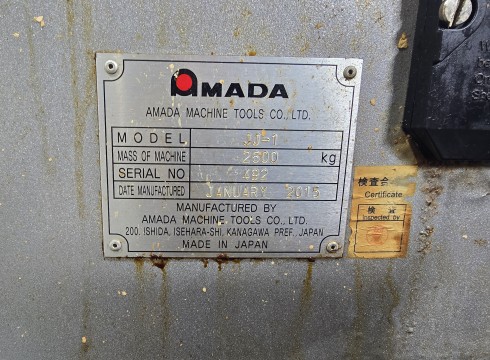 AMADA
AMADA MACHINE TOOLS CO., LTD.
MODEL
MASS OF MACHINE 2500 kg
SERIAL NO 492
DATE MANUFACTURED JANUARY 2015
MANUFACTURED BY
AMADA MACHINE TOOLS CO., LTD.
200, ISHIDA, ISEHARA-SHI, KANAGAWA PREF., JAPAN
MADE IN JAPAN
検査合
Certificate
検
Inspected by